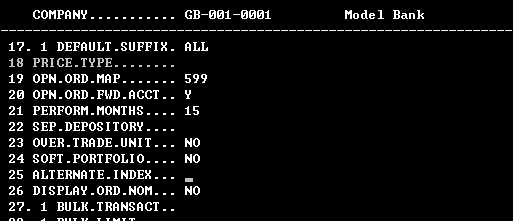 COMPANY........... GB-001-0001 Model Bank
17. 1 DEFAULT.SUFFIX. ALL
18 PRICE.TYPE........
19 OPN.ORD.MAP....... 599
20 OPN.ORD.FWD.ACCT.. Y
21 PERFORM.MONTHS.... 15
22 SEP.DEPOSITORY....
23 OVER.TRADE.UNIT... NO
24 SOFT.PORTFOLIO.... NO
25 ALTERNATE.INDEX... _
26 DISPLAY.ORD.NOM... NO
27. 1 BULK.TRANSACT..
28. 1 BULK.LIMIT